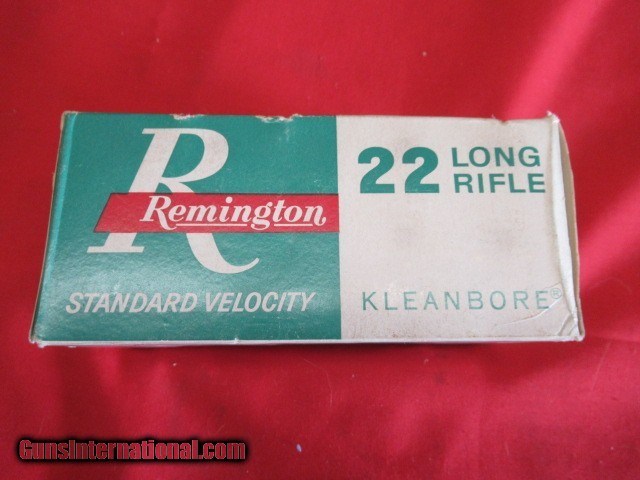 R
Remington
STANDARD VELOCITY
22 LONG
RIFLE
KLEANBORE®
GunsInternational.com